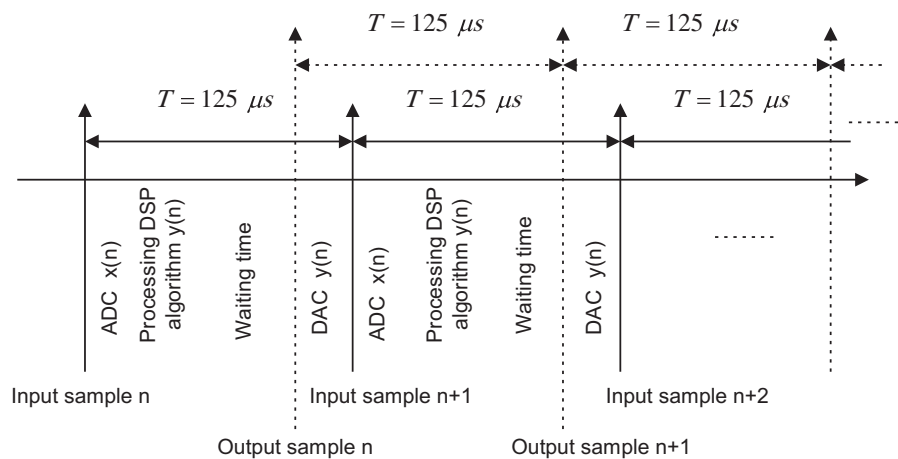 T = 125 μs
T = 125 μs
T = 125 μs
T = 125 μs
T = 125 μs
ADC x(n)
Processing DSP
algorithm y(n)
Waiting time
DAC y(n)
ADC x(n)
Processing DSP
algorithm y(n)
Waiting time
DAC y(n)
Input sample n
Input sample n+1
Input sample n+2
Output sample n
Output sample n+1